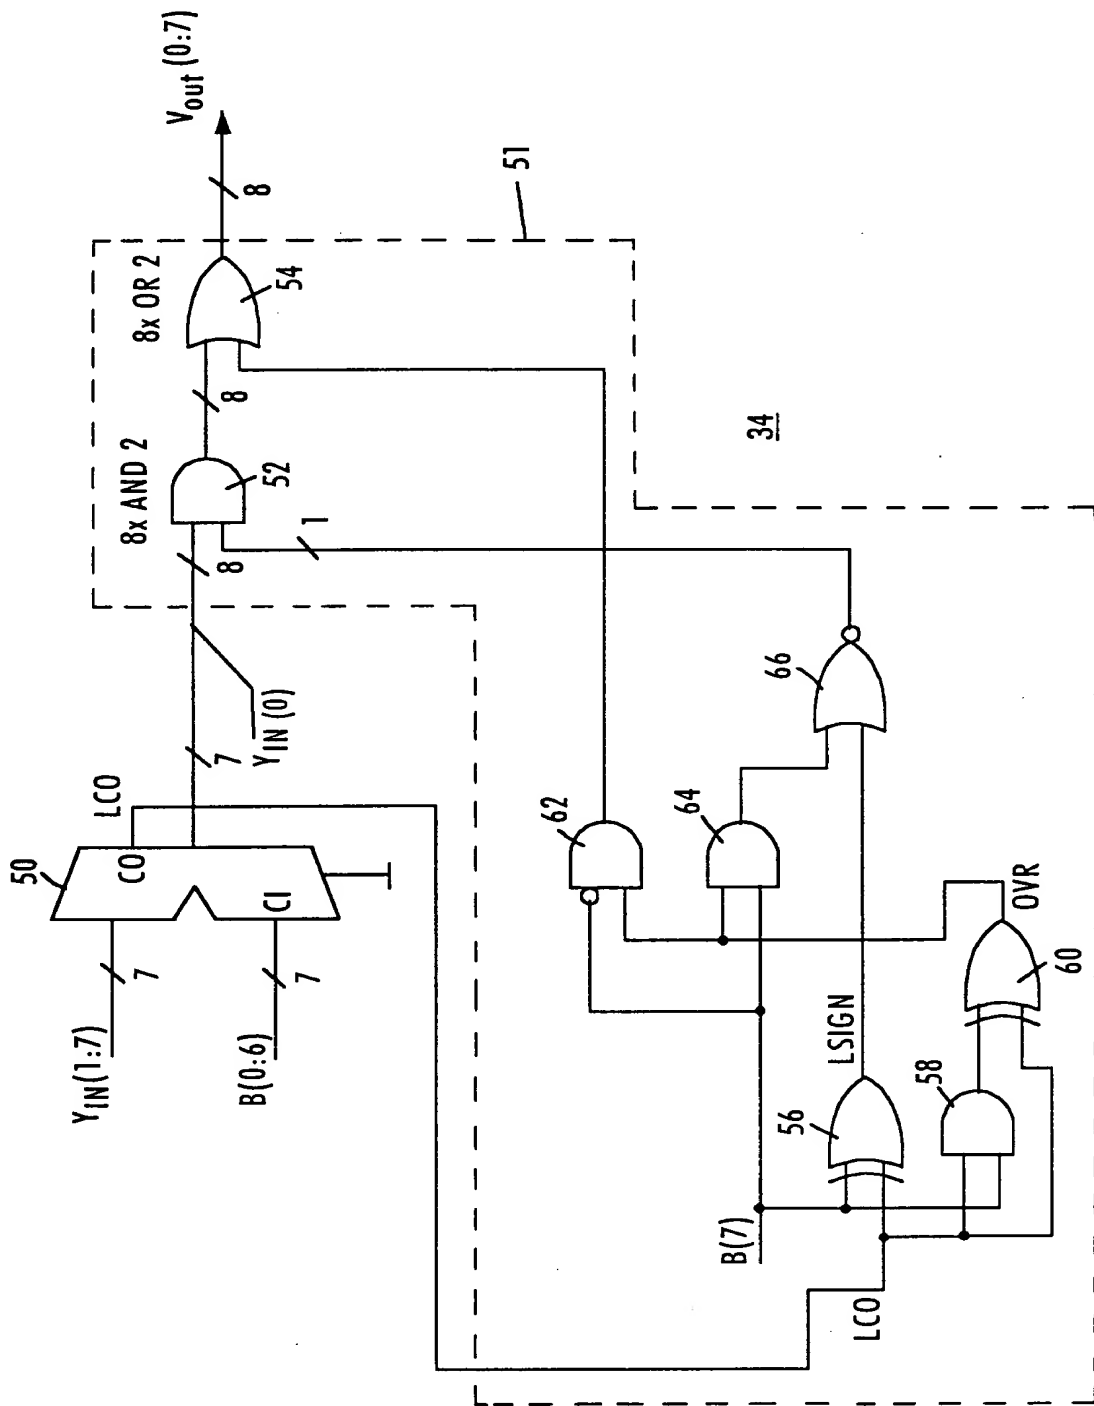 Y_IN (1:7)
B(0:6)
7
7
50
CO
CI
LCO
7
Y_IN (0)
8
8x AND 2
52
1
8
8x OR 2
54
8
V_out (0:7)
51
34
62
64
66
LSIGN
56
B(7)
LCO
58
60
OVR